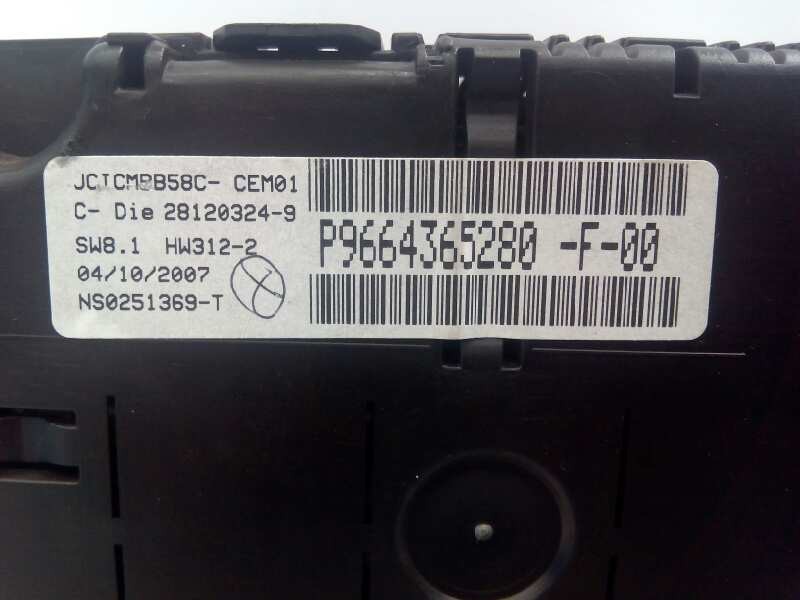 JCICMPB58C- CEM01
C- Die 28120324-9
SW8.1 HW312-2
04/10/2007
NS0251369-T
P9664365280 -F-00